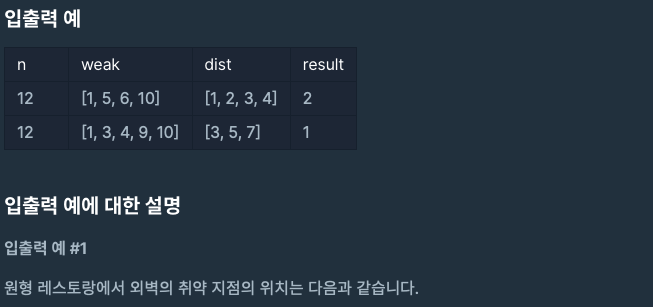 입출력 예
n weak dist result
12 [1, 5, 6, 10] [1, 2, 3, 4] 2
12 [1, 3, 4, 9, 10] [3, 5, 7] 1
입출력 예에 대한 설명
입출력 예 #1
원형 레스토랑에서 외벽의 취약 지점의 위치는 다음과 같습니다.